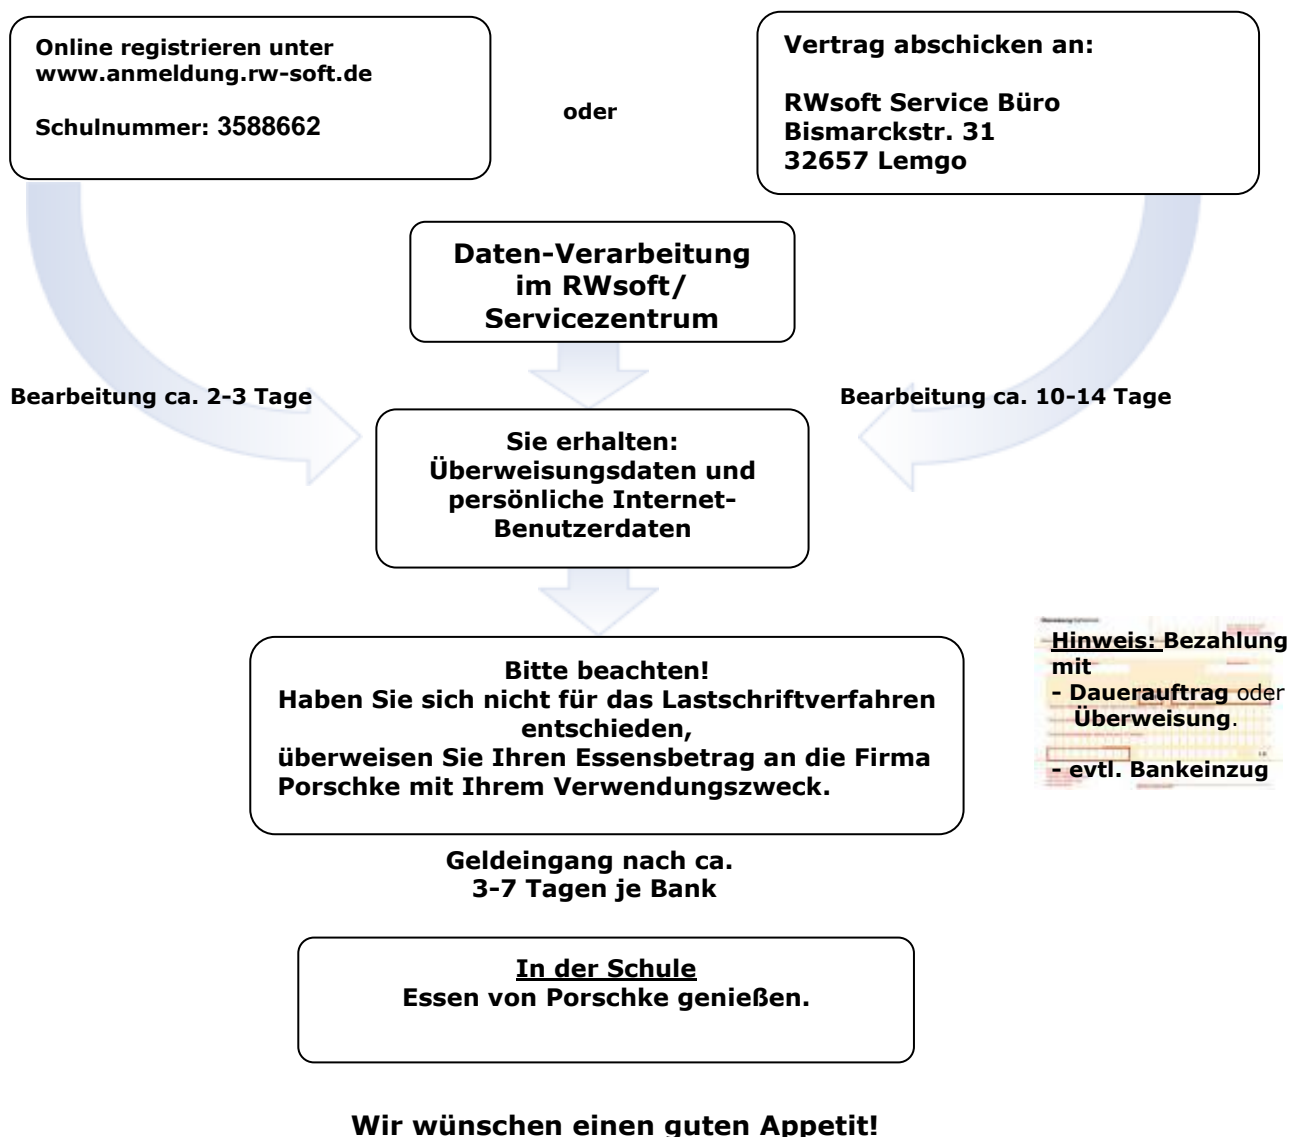 Online registrieren unter
www.anmeldung.rw-soft.de
Schulnummer: 3588662
oder
Vertrag abschicken an:
RWsoft Service Büro
Bismarckstr. 31
32657 Lemgo
Daten-Verarbeitung
im RWsoft/
Servicezentrum
Bearbeitung ca. 2-3 Tage
Bearbeitung ca. 10-14 Tage
Sie erhalten:
Überweisungsdaten und
persönliche Internet-
Benutzerdaten
Bitte beachten!
Haben Sie sich nicht für das Lastschriftverfahren
entschieden,
überweisen Sie Ihren Essensbetrag an die Firma
Porschke mit Ihrem Verwendungszweck.
Hinweis: Bezahlung
mit
- Dauerauftrag oder
Überweisung.
- evtl. Bankeinzug
Geldeingang nach ca.
3-7 Tagen je Bank
In der Schule
Essen von Porschke genießen.
Wir wünschen einen guten Appetit!